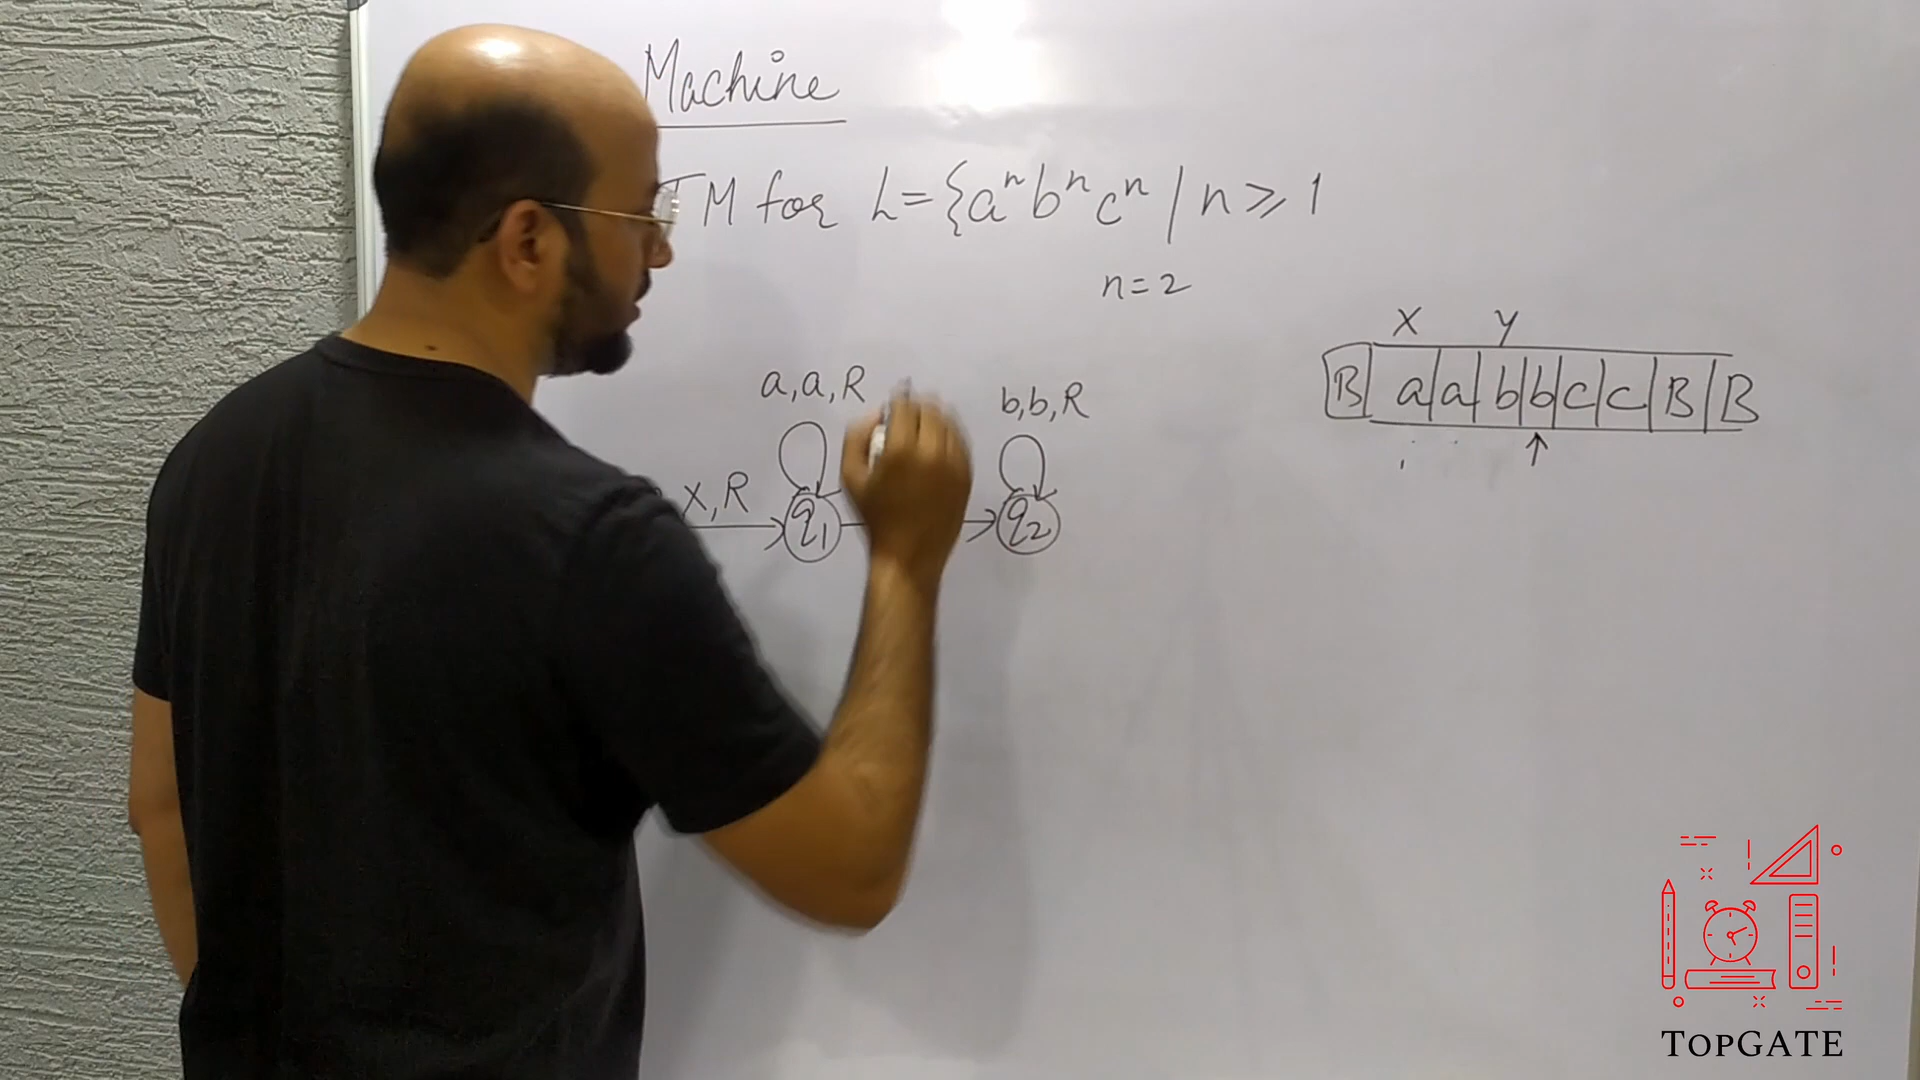 Machine
TM for L={aⁿbⁿcⁿ | n ≥ 1
n=2
X y
B a a b b c c B B
a,a,R
b,b,R
X,R
q₁ q₂
TOPGATE